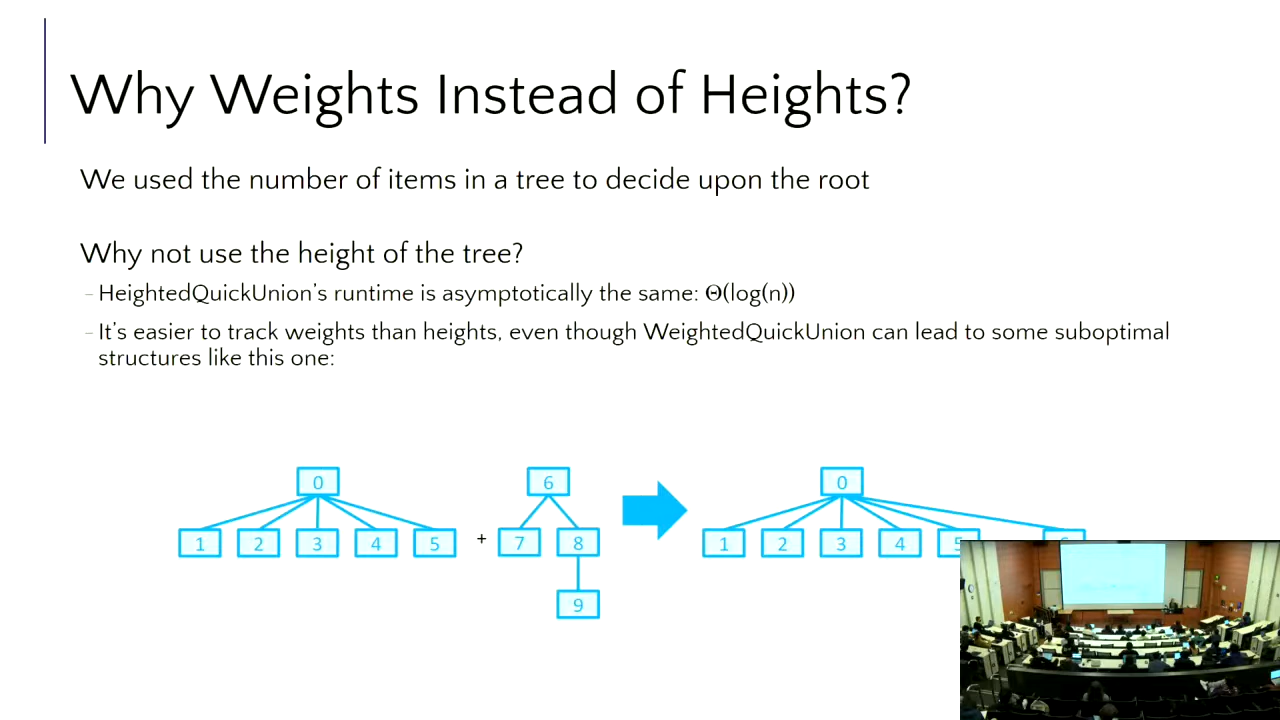 Why Weights Instead of Heights?
We used the number of items in a tree to decide upon the root
Why not use the height of the tree?
- HeightedQuickUnion's runtime is asymptotically the same: Θ(log(n))
- It's easier to track weights than heights, even though WeightedQuickUnion can lead to some suboptimal
structures like this one:
0 6 0
1 2 3 4 5 + 7 8 1 2 3 4
9